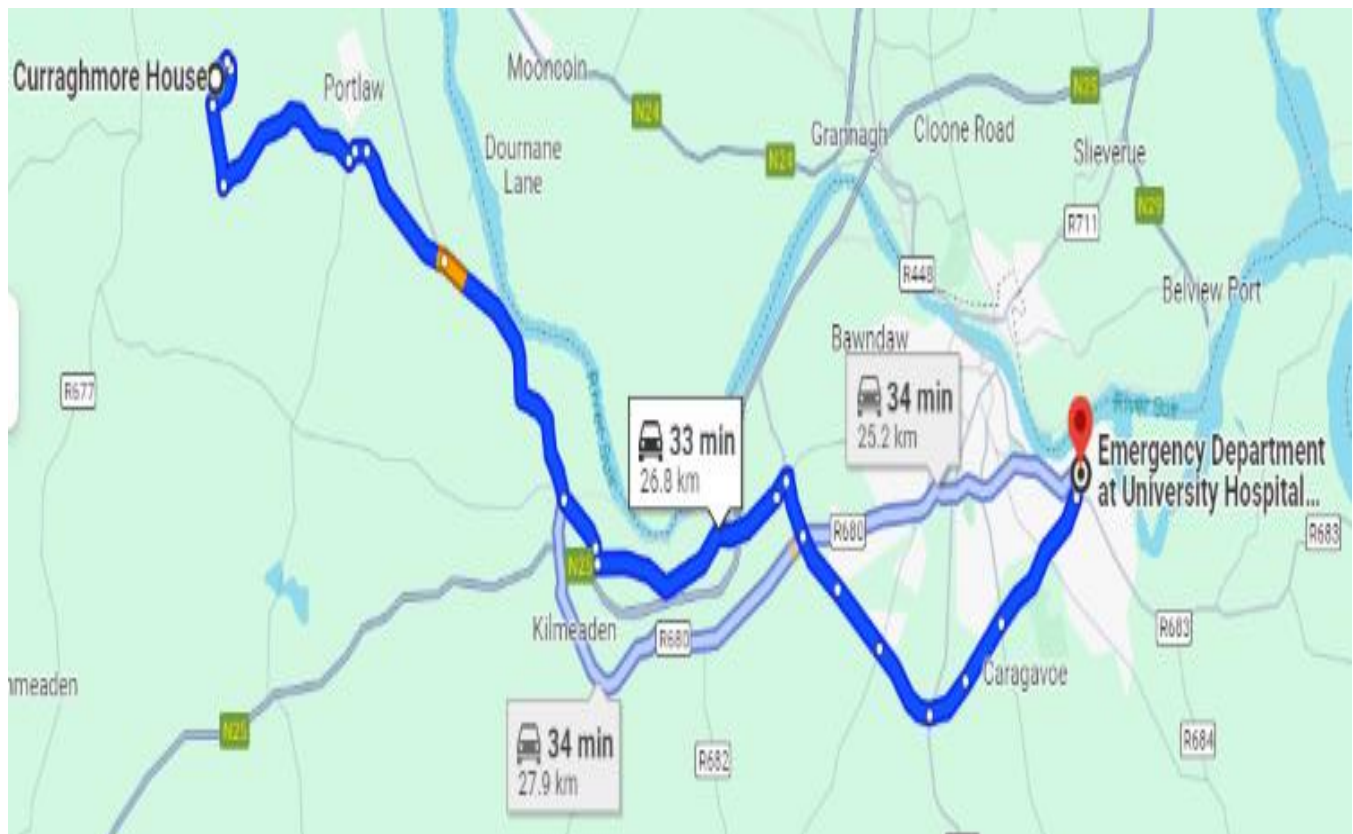 Curraghmore House
Portlaw
Mooncoin
N24
Dournane
Lane
N24
Grannagh
Cloone Road
N25
Slieverue
N29
R711
R448
Belview Port
Bawndaw
R677
34 min
25.2 km
33 min
26.8 km
River Suir
Emergency Department
at University Hospital...
R680
R683
Kilmeaden
R680
R683
Caragavoe
nmeaden
34 min
27.9 km
N25
R682
R684